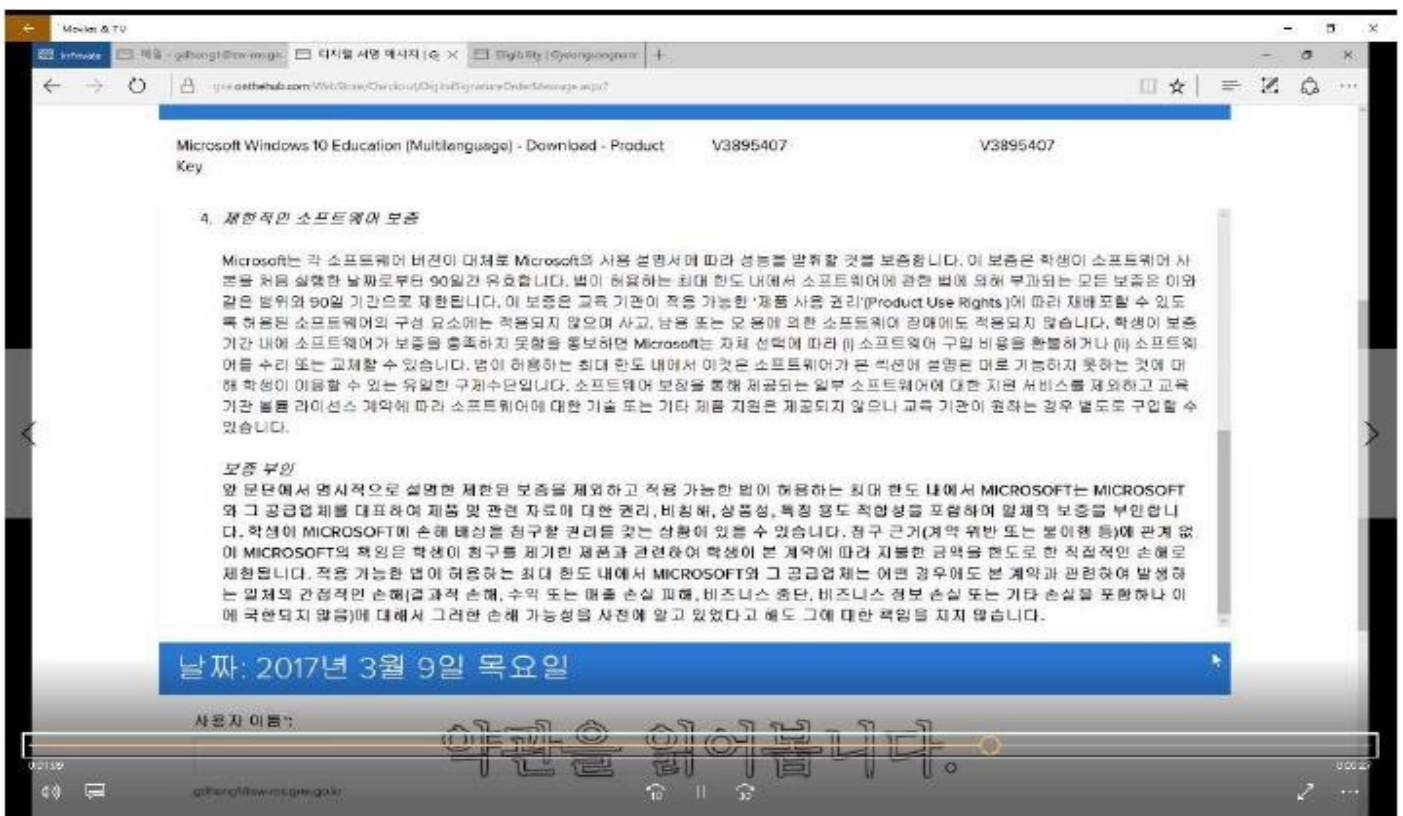 Movies & TV
InPrivate
디지털 서명 메시지 | G
Eligibility | Gyeongsangnam
gne.onthehub.com/WebStore/Checkout/DigitalSignatureOrderMessage.aspx?
Microsoft Windows 10 Education (Multilanguage) - Download - Product V3895407 V3895407
Key
4. 제한적인 소프트웨어 보증
Microsoft는 각 소프트웨어 버전이 대체로 Microsoft의 사용 설명서에 따라 성능을 발휘할 것을 보증합니다. 이 보증은 학생이 소프트웨어 사
본을 처음 실행한 날짜로부터 90일간 유효합니다. 법이 허용하는 최대 한도 내에서 소프트웨어에 관한 법에 의해 부과되는 모든 보증은 이와
같은 범위와 90일 기간으로 제한됩니다. 이 보증은 교육 기관이 적용 가능한 '제품 사용 권리'(Product Use Rights )에 따라 재배포할 수 있도
록 허용된 소프트웨어의 구성 요소에는 적용되지 않으며 사고, 남용 또는 오 용에 의한 소프트웨어 장애에도 적용되지 않습니다. 학생이 보증
기간 내에 소프트웨어가 보증을 충족하지 못함을 통보하면 Microsoft는 자체 선택에 따라 (i) 소프트웨어 구입 비용을 환불하거나 (ii) 소프트웨
어를 수리 또는 교체할 수 있습니다. 법이 허용하는 최대 한도 내에서 이것은 소프트웨어가 본 섹션에 설명된 대로 기능하지 못하는 것에 대
해 학생이 이용할 수 있는 유일한 구제수단입니다. 소프트웨어 보장을 통해 제공되는 일부 소프트웨어에 대한 지원 서비스를 제외하고 교육
기관 볼륨 라이선스 계약에 따라 소프트웨어에 대한 기술 또는 기타 제품 지원은 제공되지 않으나 교육 기관이 원하는 경우 별도로 구입할 수
있습니다.
보증 부인
앞 문단에서 명시적으로 설명한 제한된 보증을 제외하고 적용 가능한 법이 허용하는 최대 한도 내에서 MICROSOFT는 MICROSOFT
와 그 공급업체를 대표하여 제품 및 관련 자료에 대한 권리, 비침해, 상품성, 특정 용도 적합성을 포함하여 일체의 보증을 부인합니
다. 학생이 MICROSOFT에 손해 배상을 청구할 권리를 갖는 상황이 있을 수 있습니다. 청구 근거(계약 위반 또는 불이행 등)에 관계 없
이 MICROSOFT의 책임은 학생이 청구를 제기한 제품과 관련하여 학생이 본 계약에 따라 지불한 금액을 한도로 한 직접적인 손해로
제한됩니다. 적용 가능한 법이 허용하는 최대 한도 내에서 MICROSOFT와 그 공급업체는 어떤 경우에도 본 계약과 관련하여 발생하
는 일체의 간접적인 손해(결과적 손해, 수익 또는 매출 손실 피해, 비즈니스 중단, 비즈니스 정보 손실 또는 기타 손실을 포함하나 이
에 국한되지 않음)에 대해서 그러한 손해 가능성을 사전에 알고 있었다고 해도 그에 대한 책임을 지지 않습니다.
날짜: 2017년 3월 9일 목요일
사용자 이름*:
약관을 읽어봅니다.
10
30